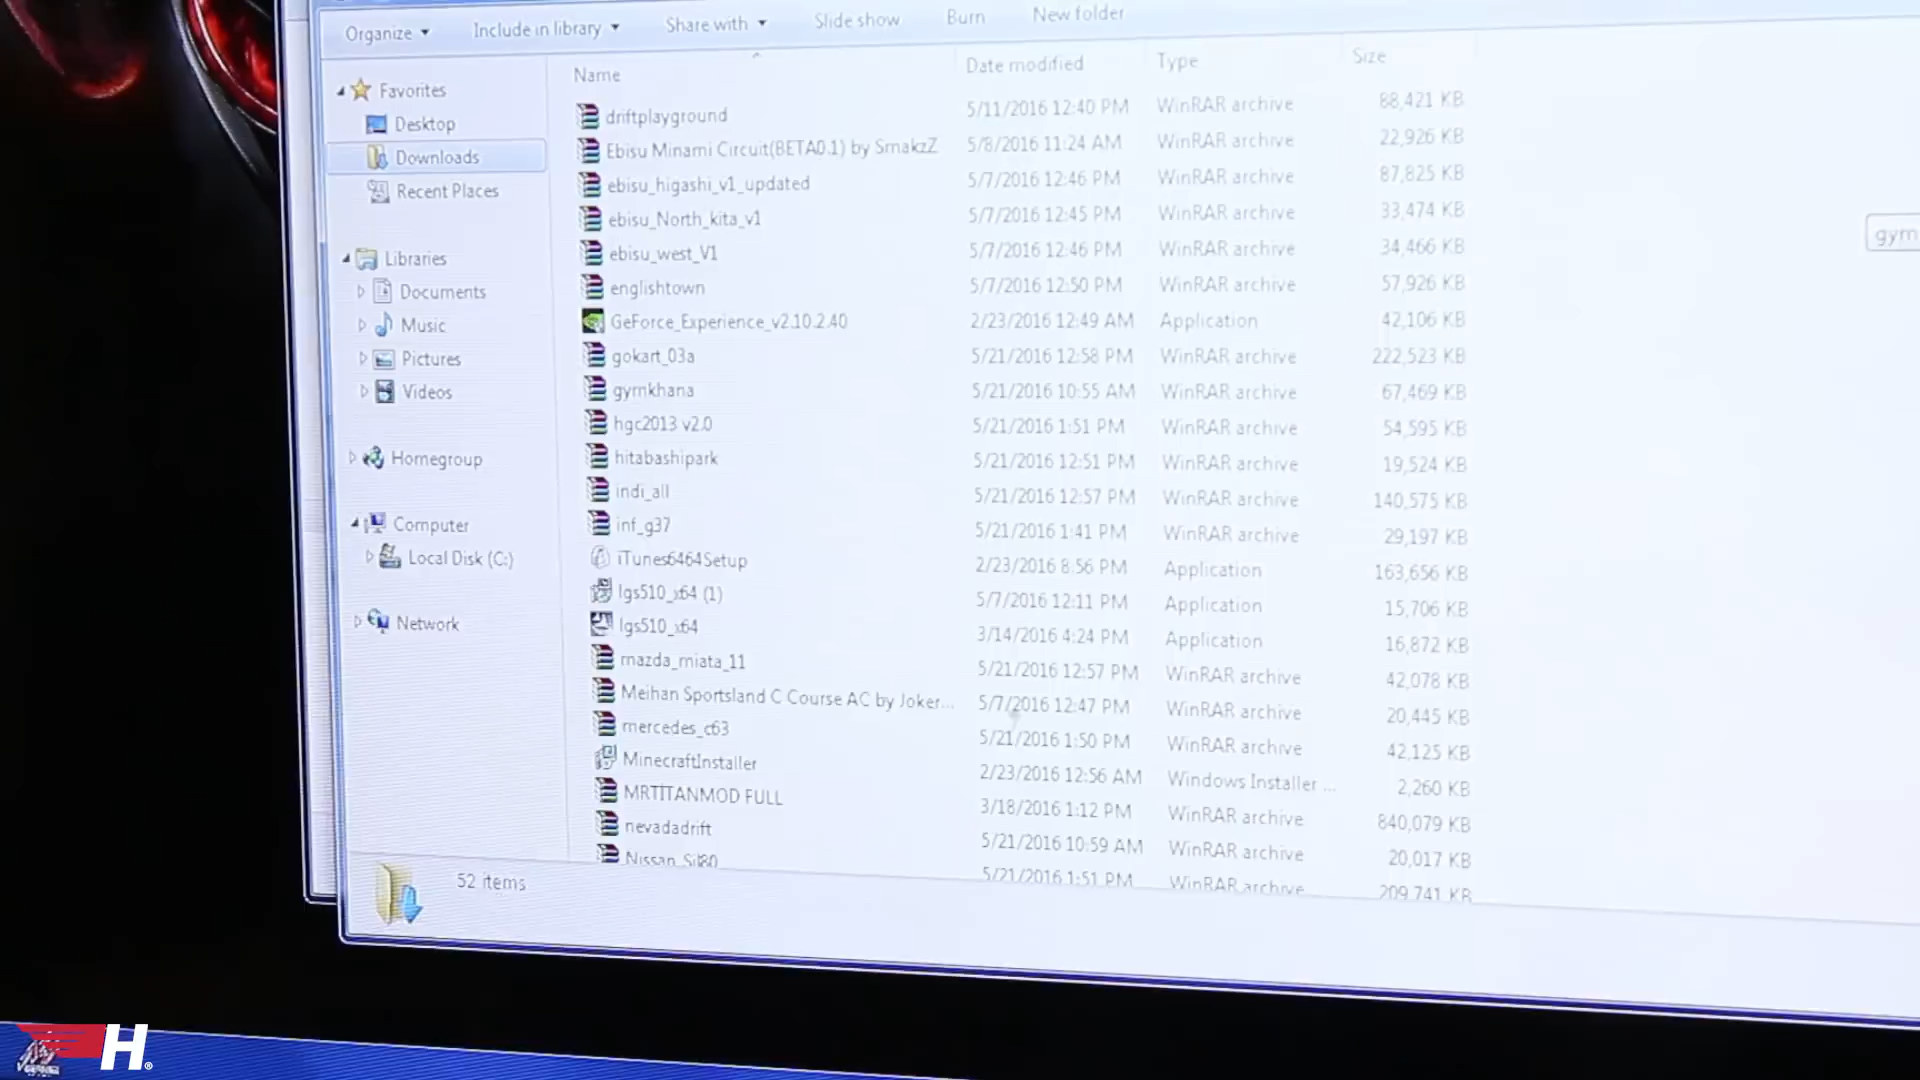 Organize Include in library Share with Slide show Burn New folder
Name Date modified Type Size
Favorites
Desktop
Downloads
Recent Places
Libraries
Documents
Music
Pictures
Videos
Homegroup
Computer
Local Disk (C:)
Network
driftplayground 5/11/2016 12:40 PM WinRAR archive 88,421 KB
Ebisu Minami Circuit(BETA0.1) by SmakzZ 5/8/2016 11:24 AM WinRAR archive 22,926 KB
ebisu_higashi_v1_updated 5/7/2016 12:46 PM WinRAR archive 87,825 KB
ebisu_North_kita_v1 5/7/2016 12:45 PM WinRAR archive 33,474 KB
ebisu_west_V1 5/7/2016 12:46 PM WinRAR archive 34,466 KB
englishtown 5/7/2016 12:50 PM WinRAR archive 57,926 KB
GeForce_Experience_v2.10.2.40 2/23/2016 12:49 AM Application 42,106 KB
gokart_03a 5/21/2016 12:58 PM WinRAR archive 222,523 KB
gymkhana 5/21/2016 10:55 AM WinRAR archive 67,469 KB
hgc2013 v2.0 5/21/2016 1:51 PM WinRAR archive 54,595 KB
hitabashipark 5/21/2016 12:51 PM WinRAR archive 19,524 KB
indi_all 5/21/2016 12:57 PM WinRAR archive 140,575 KB
inf_g37 5/21/2016 1:41 PM WinRAR archive 29,197 KB
iTunes6464Setup 2/23/2016 8:56 PM Application 163,656 KB
lgs510_x64 (1) 5/7/2016 12:11 PM Application 15,706 KB
lgs510_x64 3/14/2016 4:24 PM Application 16,872 KB
mazda_miata_11 5/21/2016 12:57 PM WinRAR archive 42,078 KB
Meihan Sportsland C Course AC by Joker... 5/7/2016 12:47 PM WinRAR archive 20,445 KB
mercedes_c63 5/21/2016 1:50 PM WinRAR archive 42,125 KB
MinecraftInstaller 2/23/2016 12:56 AM Windows Installer ... 2,260 KB
MRTITANMOD FULL 3/18/2016 1:12 PM WinRAR archive 840,079 KB
nevadadrift 5/21/2016 10:59 AM WinRAR archive 20,017 KB
Nissan_Sil80 5/21/2016 1:51 PM WinRAR archive 209,741 KB
gym
52 items
H®